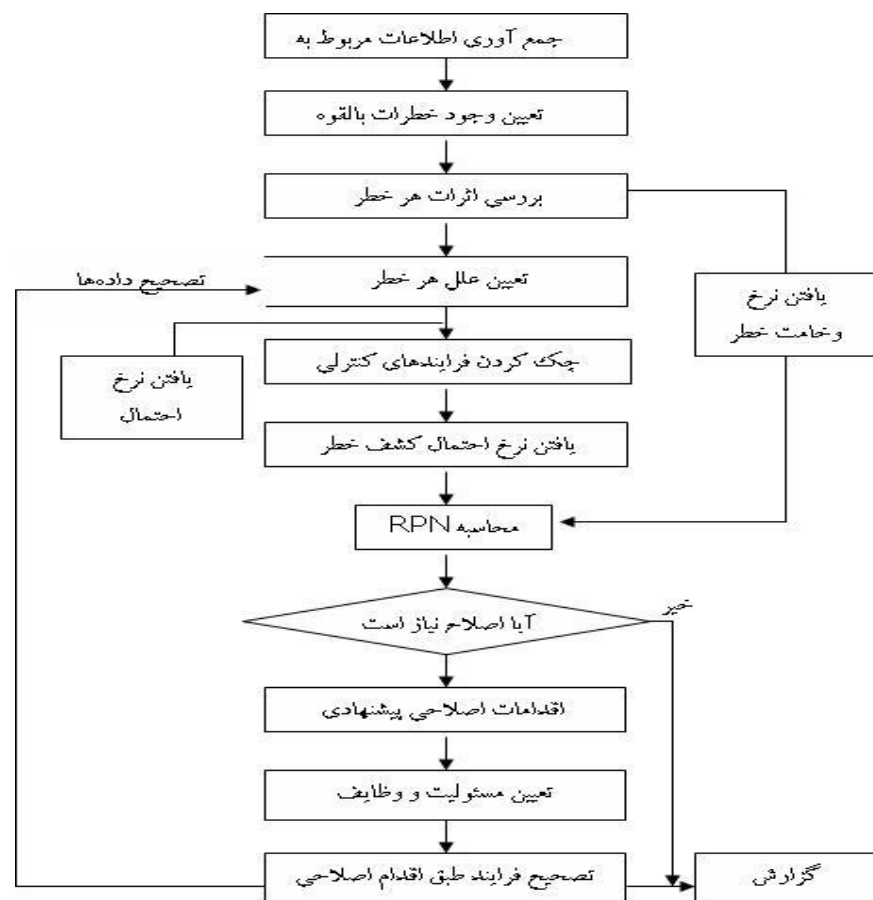 جمع آوری اطلاعات مربوط به
تعیین وجود خطرات بالقوه
بررسی اثرات هر خطر
تعیین علل هر خطر
تصحیح داده‌ها
یافتن نرخ
وخامت خطر
چک کردن فرایندهای کنترلی
یافتن نرخ
احتمال
یافتن نرخ احتمال کشف خطر
محاسبه RPN
آیا اصلاح نیاز است
خیر
اقدامات اصلاحی پیشنهادی
تعیین مسئولیت و وظایف
تصحیح فرایند طبق اقدام اصلاحی
گزارش